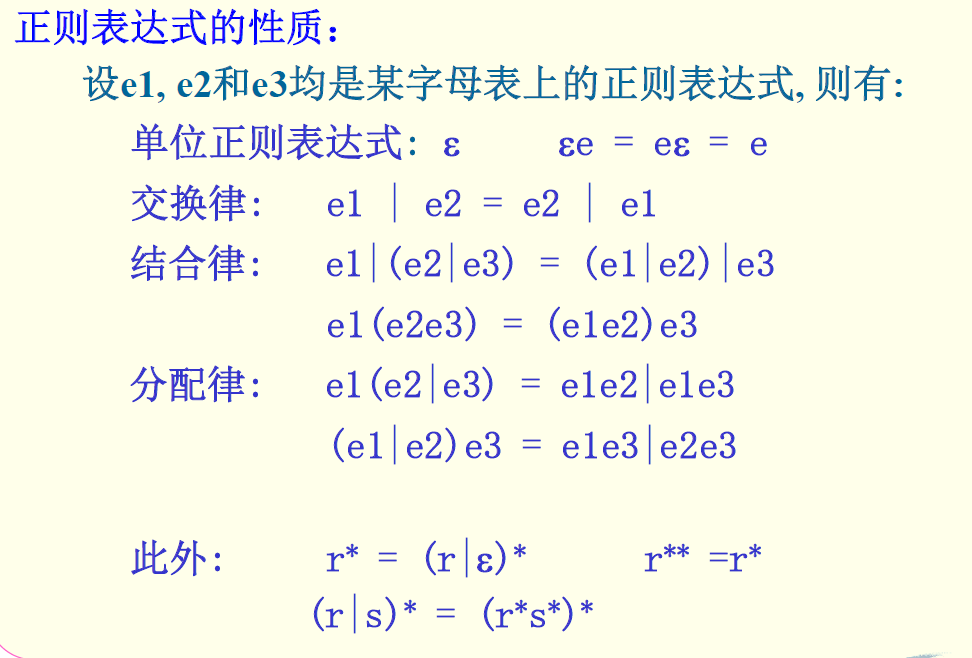 正则表达式的性质：
设e1, e2和e3均是某字母表上的正则表达式, 则有:
单位正则表达式: ε εe = eε = e
交换律: e1 | e2 = e2 | e1
结合律: e1|(e2|e3) = (e1|e2)|e3
e1(e2e3) = (e1e2)e3
分配律: e1(e2|e3) = e1e2|e1e3
(e1|e2)e3 = e1e3|e2e3
此外: r* = (r|ε)* r** =r*
(r|s)* = (r*s*)*